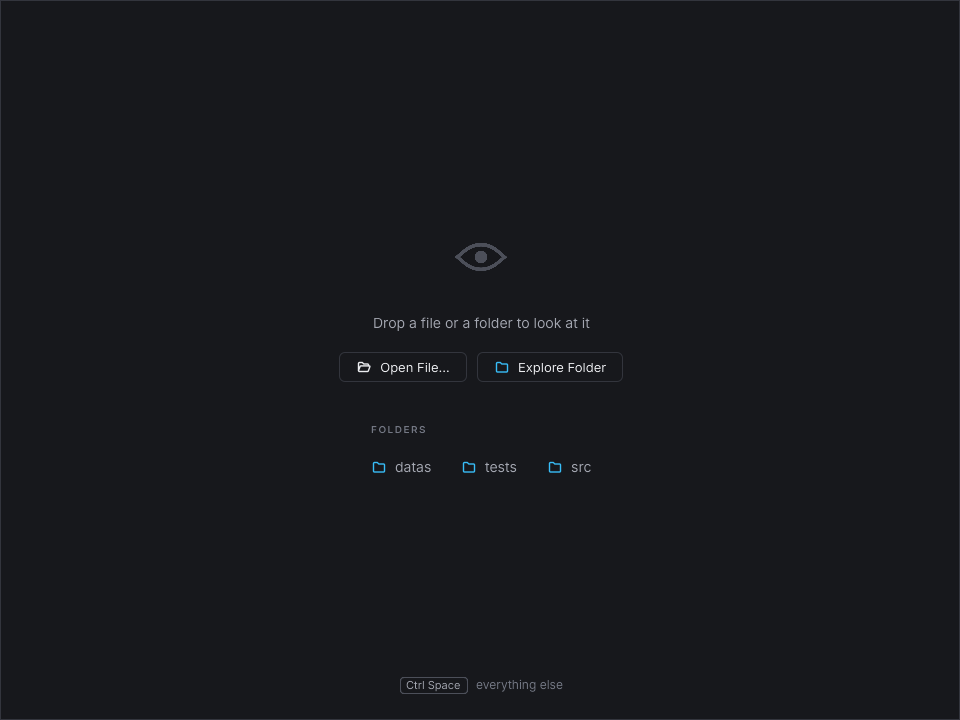 Drop a file or a folder to look at it
Open File... Explore Folder
FOLDERS
datas tests src
Ctrl Space everything else